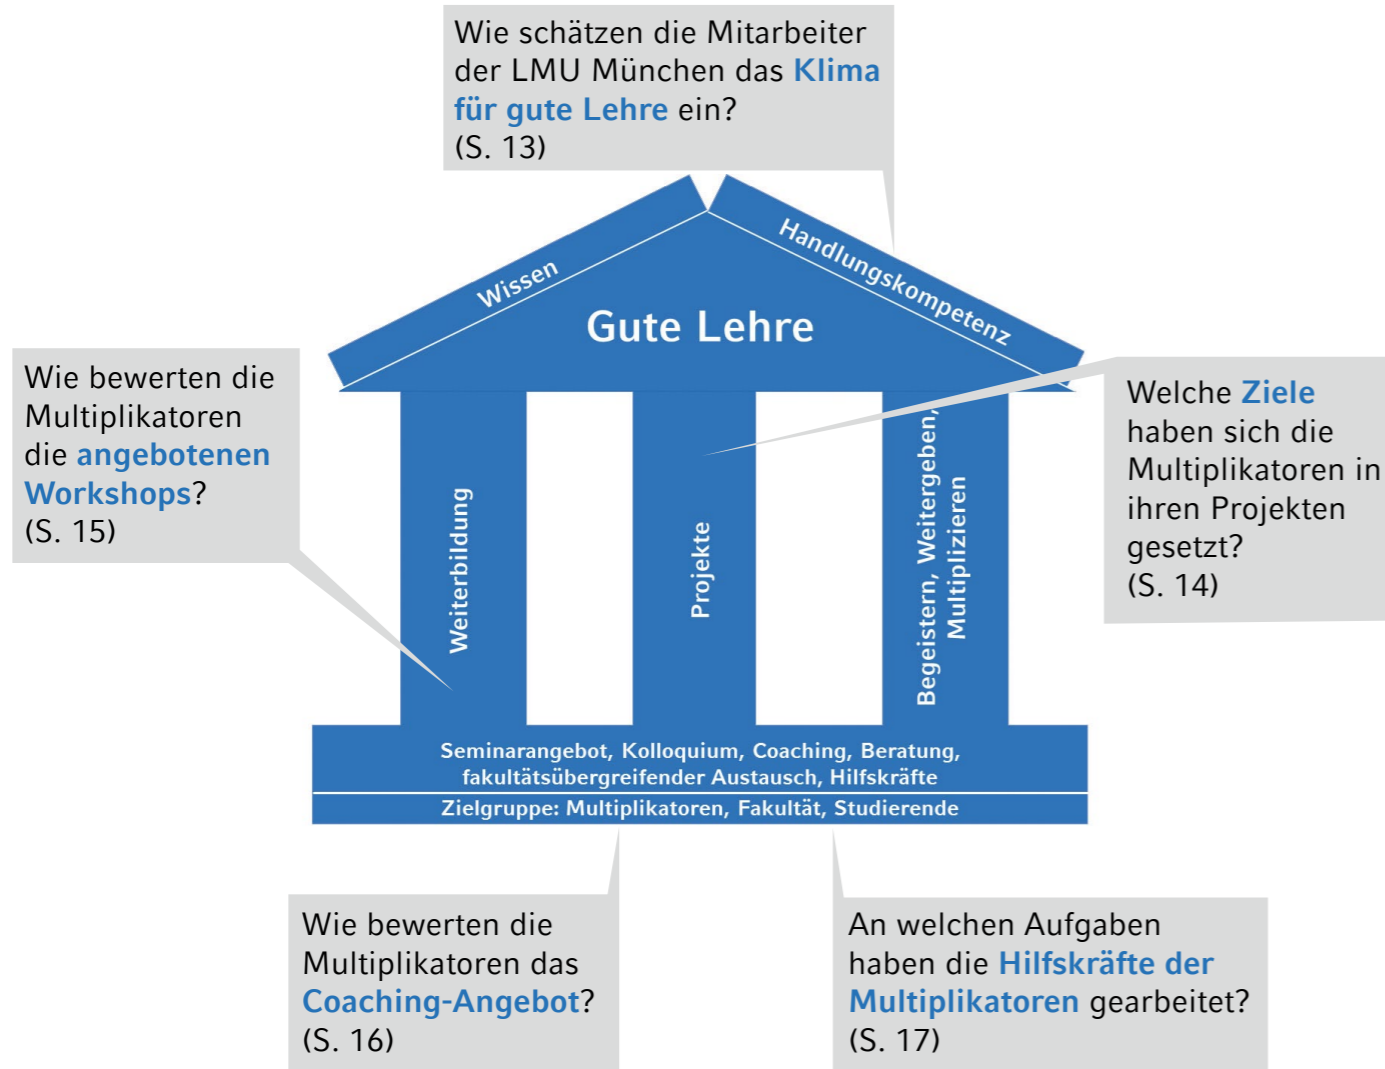 Wie schätzen die Mitarbeiter
der LMU München das Klima
für gute Lehre ein?
(S. 13)
Wissen
Handlungskompetenz
Gute Lehre
Wie bewerten die
Multiplikatoren
die angebotenen
Workshops?
(S. 15)
Weiterbildung
Projekte
Begeistern, Weitergeben,
Multiplizieren
Welche Ziele
haben sich die
Multiplikatoren in
ihren Projekten
gesetzt?
(S. 14)
Seminarangebot, Kolloquium, Coaching, Beratung,
fakultätsübergreifender Austausch, Hilfskräfte
Zielgruppe: Multiplikatoren, Fakultät, Studierende
Wie bewerten die
Multiplikatoren das
Coaching-Angebot?
(S. 16)
An welchen Aufgaben
haben die Hilfskräfte der
Multiplikatoren gearbeitet?
(S. 17)